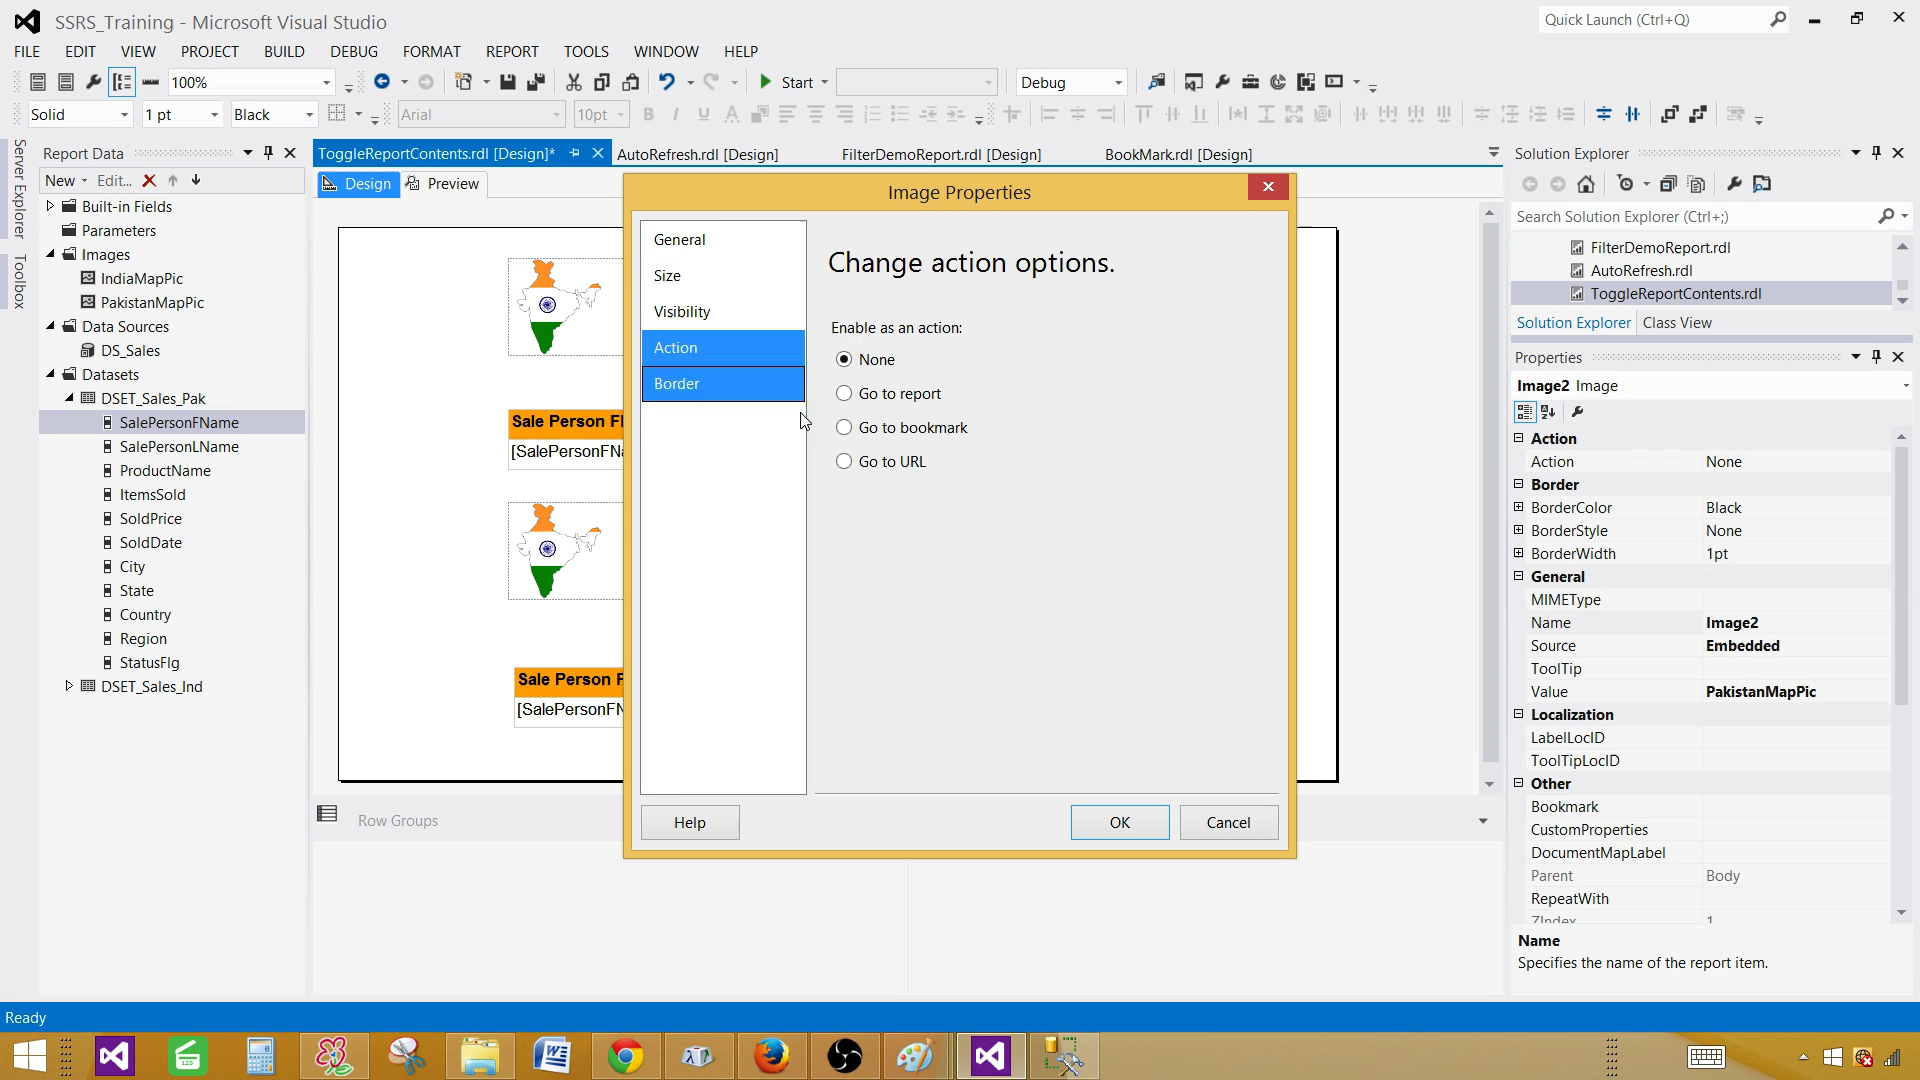 SSRS_Training - Microsoft Visual Studio
Quick Launch (Ctrl+Q)
FILE EDIT VIEW PROJECT BUILD DEBUG FORMAT REPORT TOOLS WINDOW HELP
100% Start Debug
Solid 1 pt Black Arial 10pt B I U A
Server Explorer
Toolbox
Report Data
New Edit...
Built-in Fields
Parameters
Images
IndiaMapPic
PakistanMapPic
Data Sources
DS_Sales
Datasets
DSET_Sales_Pak
SalePersonFName
SalePersonLName
ProductName
ItemsSold
SoldPrice
SoldDate
City
State
Country
Region
StatusFlg
DSET_Sales_Ind
ToggleReportContents.rdl [Design]* AutoRefresh.rdl [Design] FilterDemoReport.rdl [Design] BookMark.rdl [Design]
Design Preview
Sale Person F
[SalePersonFNa
Sale Person F
[SalePersonFN
Row Groups
Image Properties
General
Size
Visibility
Action
Border
Change action options.
Enable as an action:
None
Go to report
Go to bookmark
Go to URL
Help OK Cancel
Solution Explorer
Search Solution Explorer (Ctrl+;)
FilterDemoReport.rdl
AutoRefresh.rdl
ToggleReportContents.rdl
Solution Explorer Class View
Properties
Image2 Image
Action
Action None
Border
BorderColor Black
BorderStyle None
BorderWidth 1pt
General
MIMEType
Name Image2
Source Embedded
ToolTip
Value PakistanMapPic
Localization
LabelLocID
ToolTipLocID
Other
Bookmark
CustomProperties
DocumentMapLabel
Parent Body
RepeatWith
ZIndex 1
Name
Specifies the name of the report item.
Ready